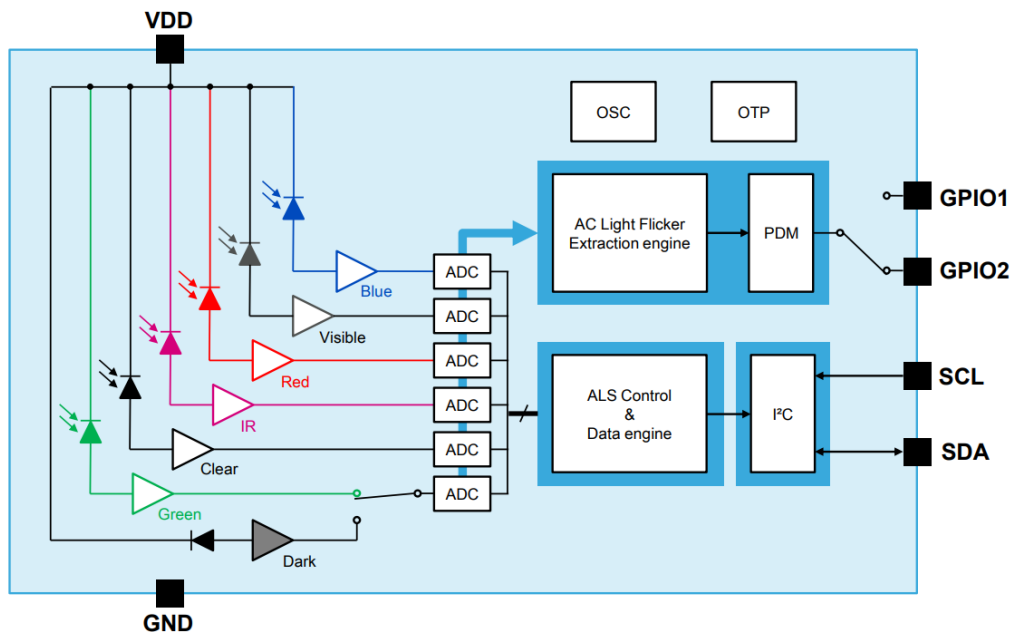 VDD
OSC
OTP
AC Light Flicker
Extraction engine
PDM
GPIO1
GPIO2
ADC
Blue
ADC
Visible
ADC
Red
ADC
IR
ADC
Clear
ADC
Green
Dark
ALS Control
&
Data engine
I²C
SCL
SDA
GND